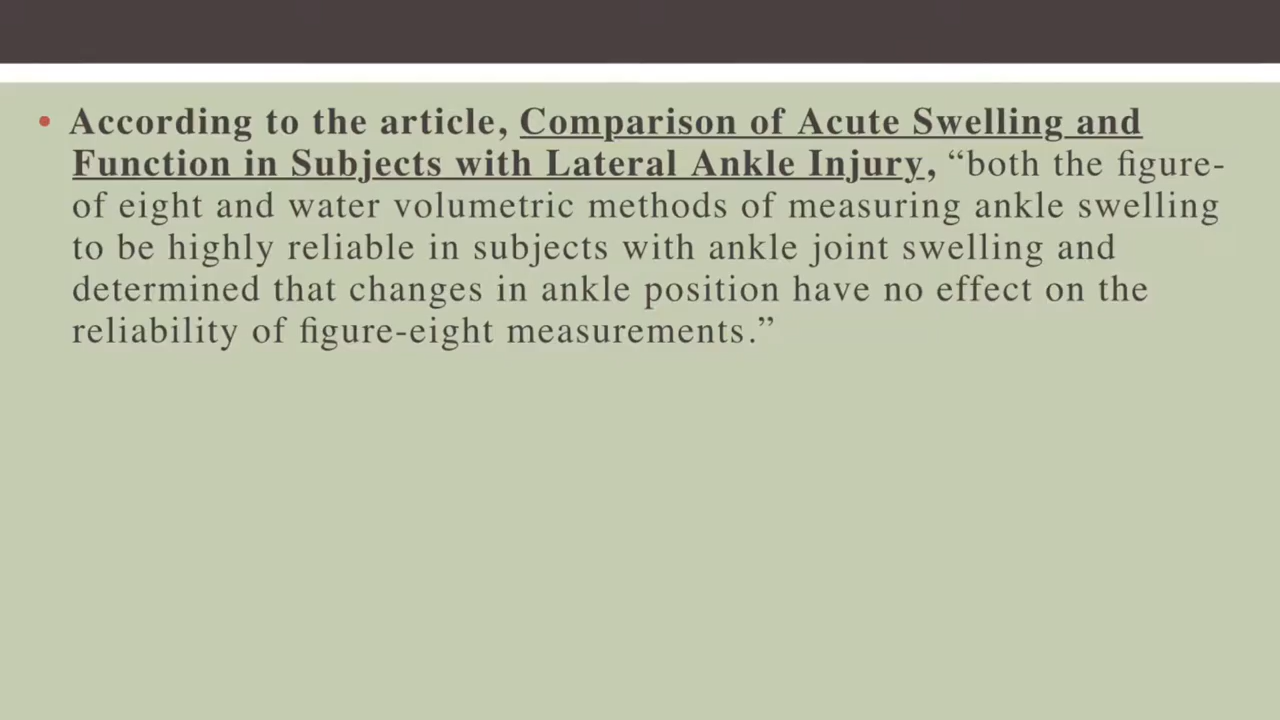 • According to the article, Comparison of Acute Swelling and
Function in Subjects with Lateral Ankle Injury, “both the figure-
of eight and water volumetric methods of measuring ankle swelling
to be highly reliable in subjects with ankle joint swelling and
determined that changes in ankle position have no effect on the
reliability of figure-eight measurements.”